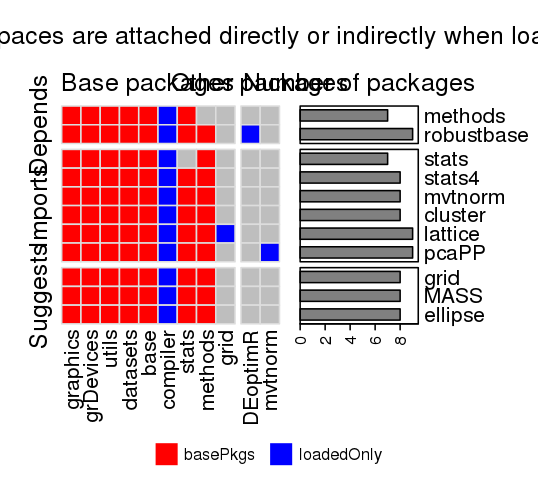 paces are attached directly or indirectly when loa
Base packages Other packages Number of packages
Depends
methods
robustbase
Imports
stats
stats4
mvtnorm
cluster
lattice
pcaPP
Suggests
grid
MASS
ellipse
graphics
grDevices
utils
datasets
base
compiler
stats
methods
grid
DEoptimR
mvtnorm
0 2 4 6 8
basePkgs loadedOnly